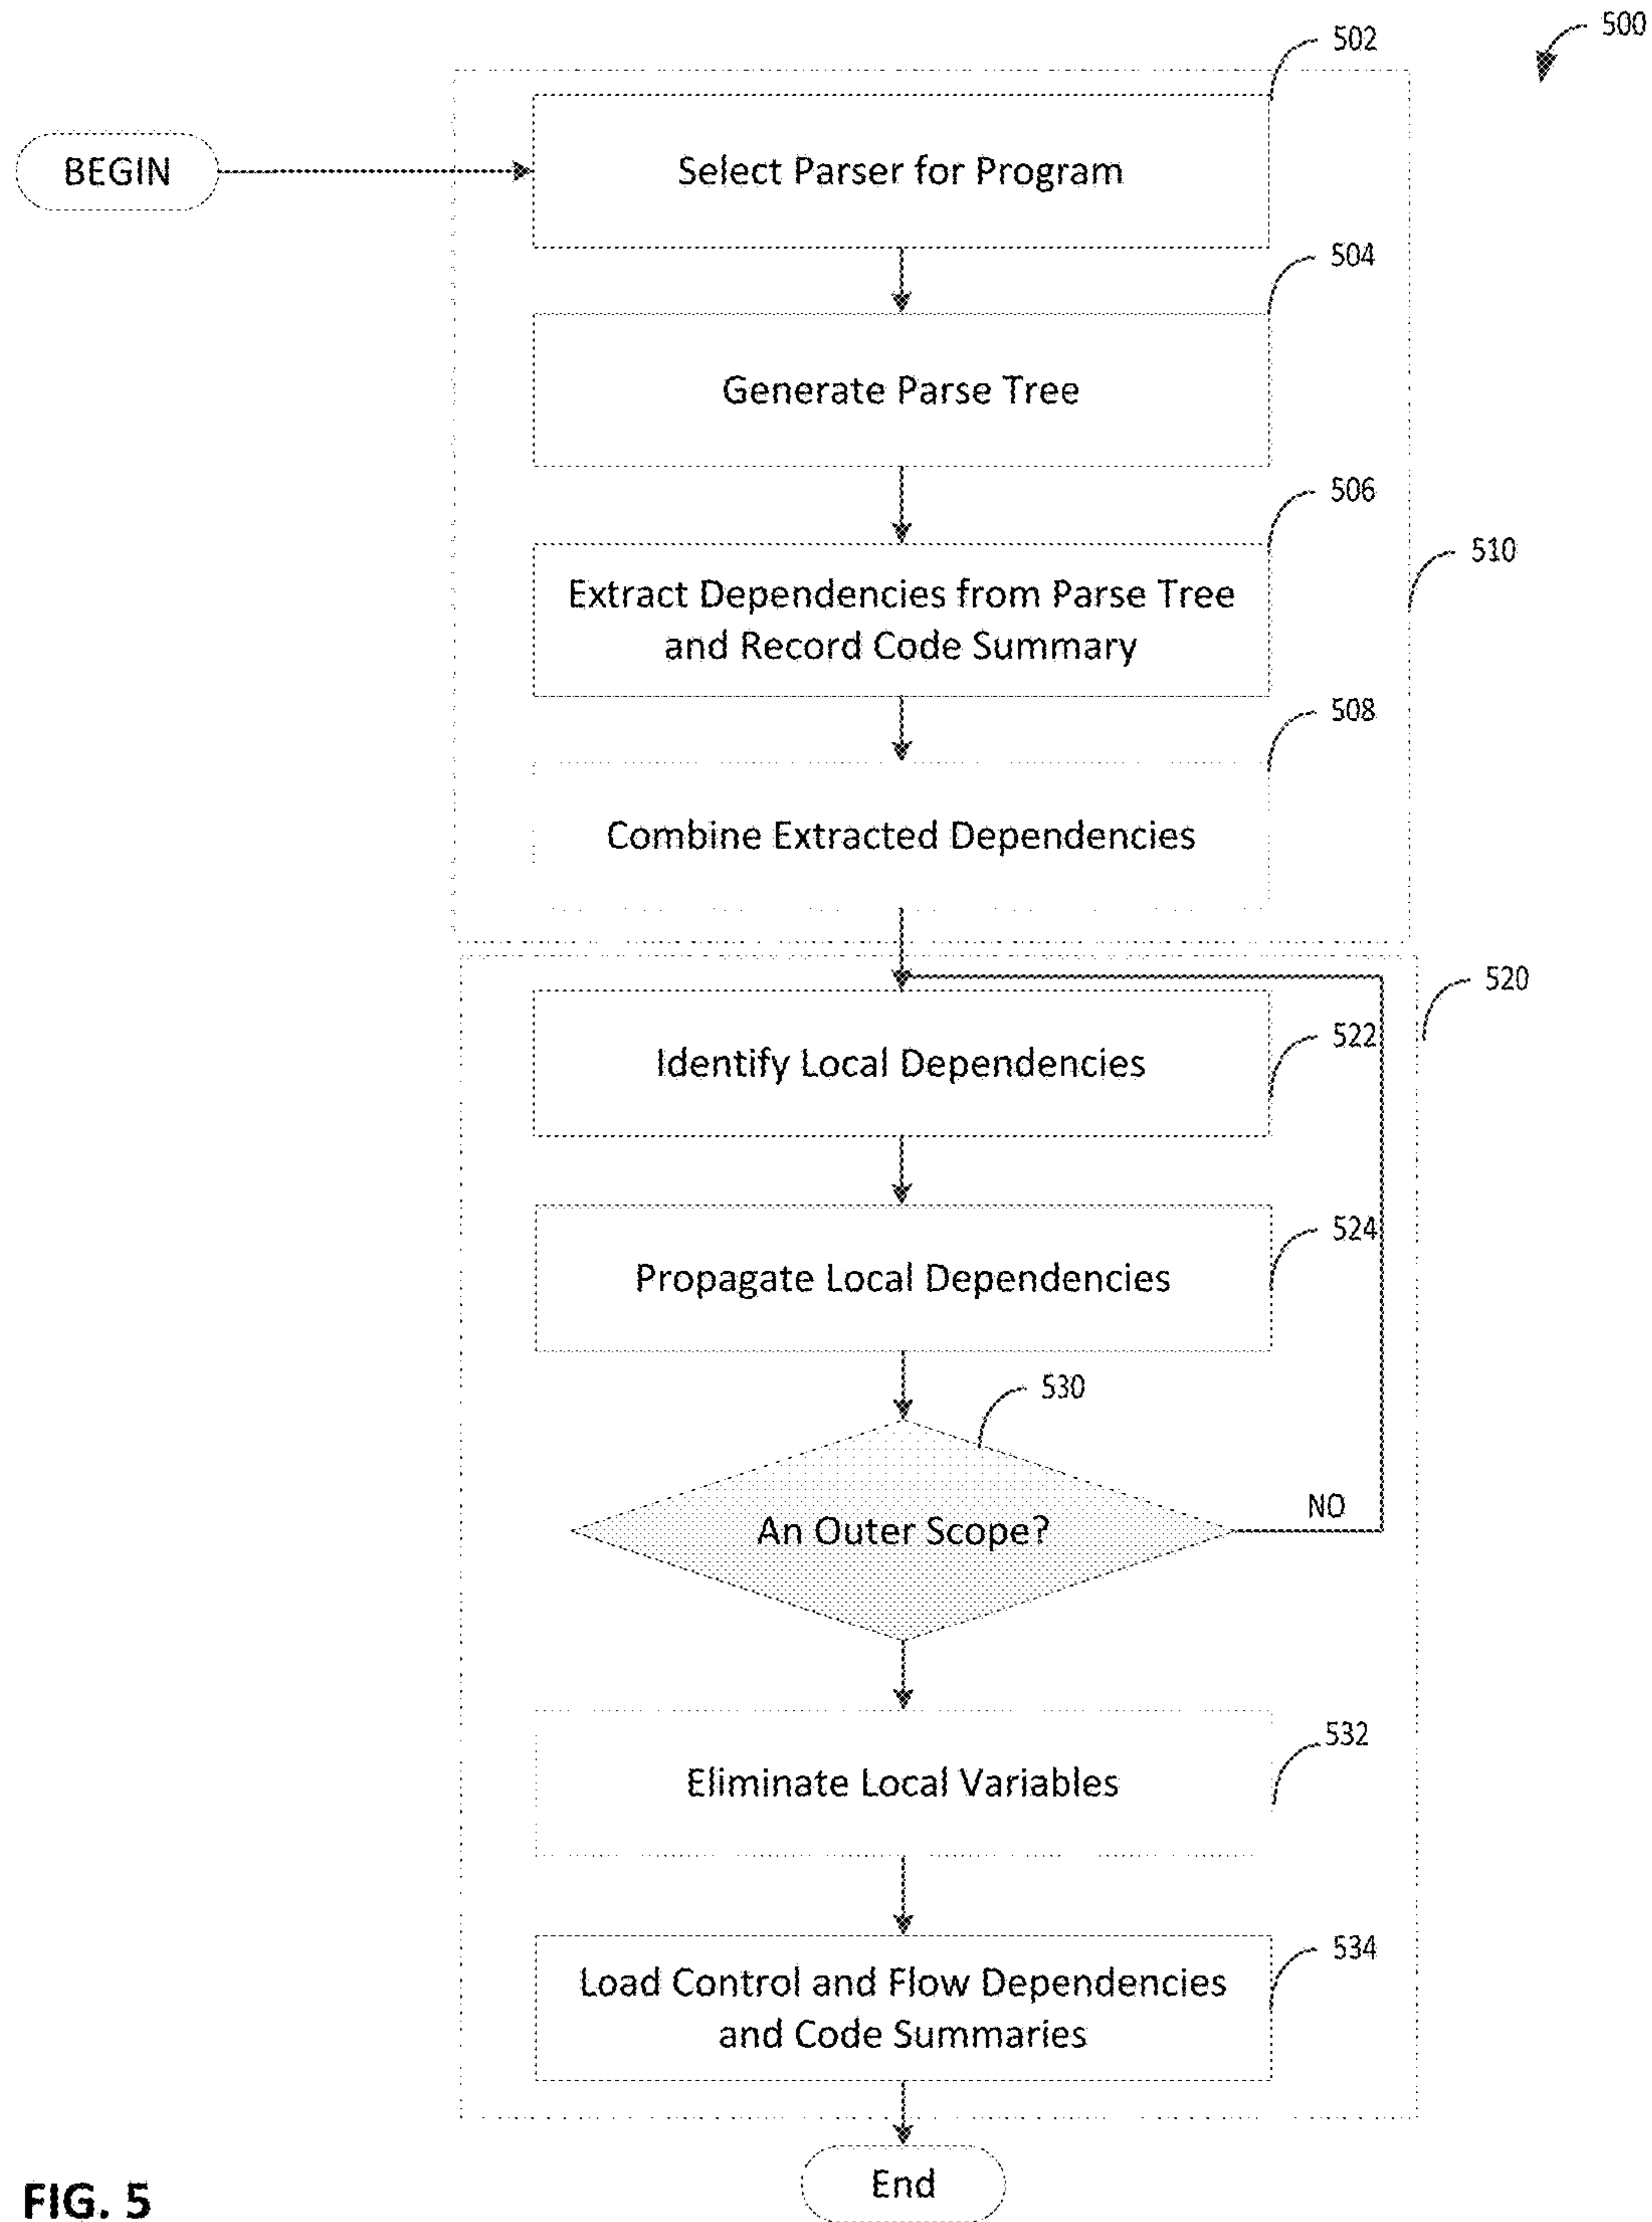 500
502
BEGIN
Select Parser for Program
504
Generate Parse Tree
506
Extract Dependencies from Parse Tree
and Record Code Summary
510
508
Combine Extracted Dependencies
520
522
Identify Local Dependencies
524
Propagate Local Dependencies
530
An Outer Scope?
NO
532
Eliminate Local Variables
534
Load Control and Flow Dependencies
and Code Summaries
End
FIG. 5